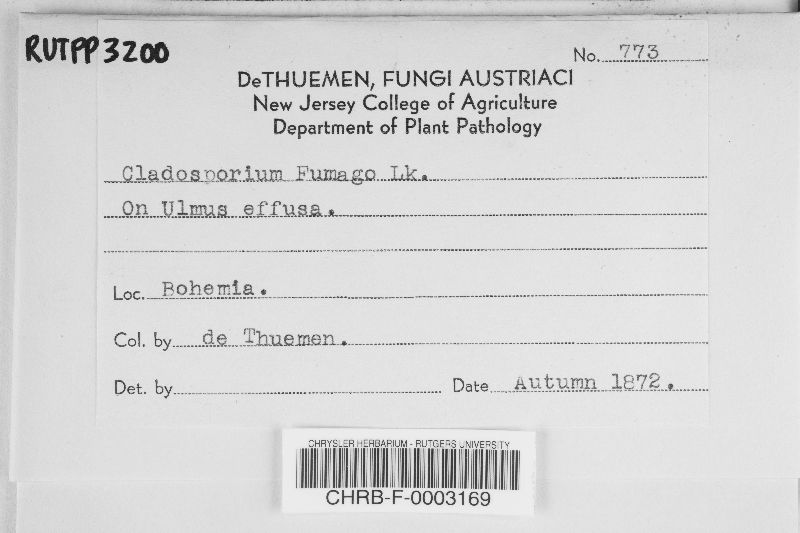 RUTPP3200
No. 773
DeTHUEMEN, FUNGI AUSTRIACI
New Jersey College of Agriculture
Department of Plant Pathology
Cladosporium Fumago Lk.
On Ulmus effusa.
Loc. Bohemia.
Col. by de Thuemen.
Det. by Date Autumn 1872.
CHRYSLER HERBARIUM - RUTGERS UNIVERSITY
CHRB-F-0003169